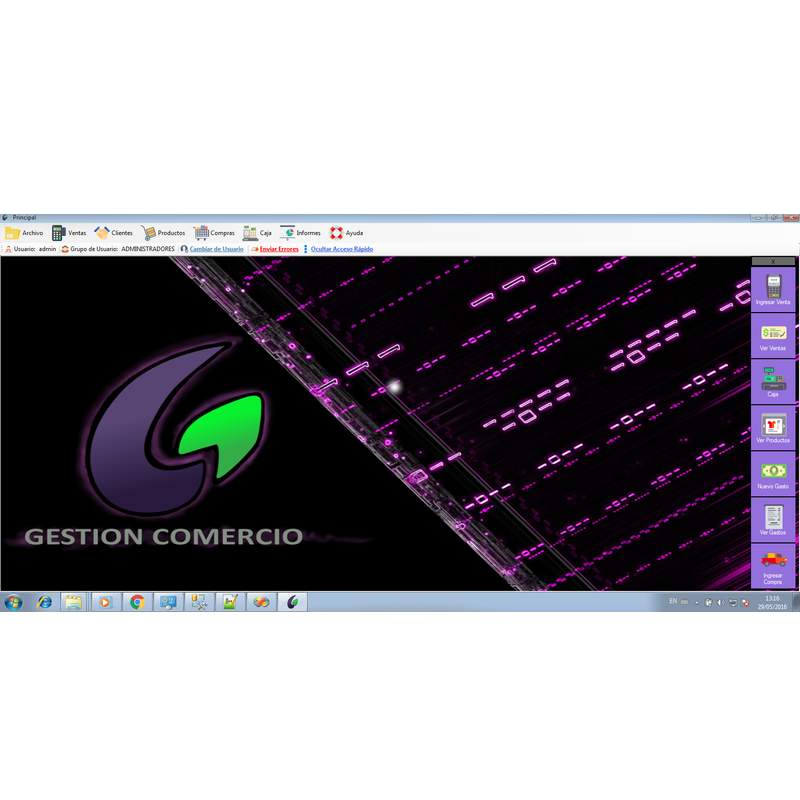 Principal
Archivo Ventas Clientes Productos Compras Caja Informes Ayuda
Usuario: admin Grupo de Usuario: ADMINISTRADORES Cambiar de Usuario Enviar Errores Ocultar Acceso Rápido
X
Ingresar Venta
Ver Ventas
Caja
Ver Productos
Nuevo Gasto
Ver Gastos
Ingresar
Compra
GESTION COMERCIO
EN
13:16
29/05/2016